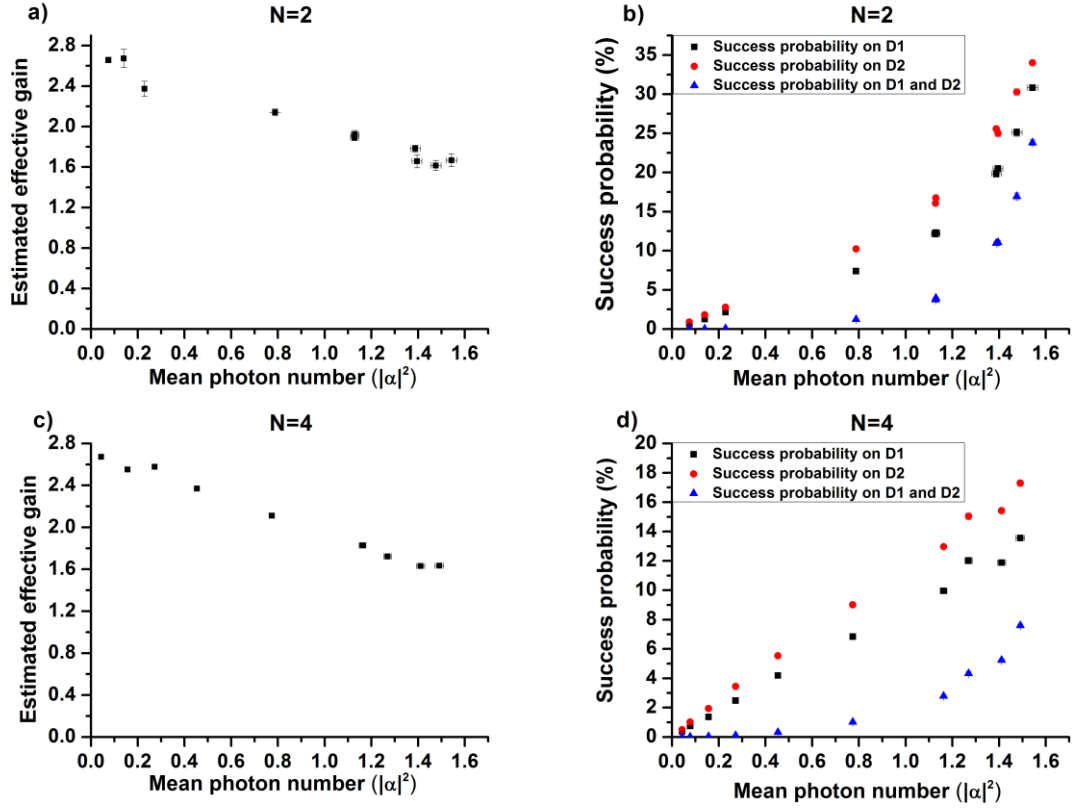 a)
N=2
Estimated effective gain
2.8
2.4
2.0
1.6
1.2
0.8
0.4
0.0
0.0 0.2 0.4 0.6 0.8 1.0 1.2 1.4 1.6
Mean photon number (|α|²)
b)
N=2
Success probability on D1
Success probability on D2
Success probability on D1 and D2
Success probability (%)
35
30
25
20
15
10
5
0
0.0 0.2 0.4 0.6 0.8 1.0 1.2 1.4 1.6
Mean photon number (|α|²)
c)
N=4
Estimated effective gain
2.8
2.4
2.0
1.6
1.2
0.8
0.4
0.0
0.0 0.2 0.4 0.6 0.8 1.0 1.2 1.4 1.6
Mean photon number (|α|²)
d)
N=4
Success probability on D1
Success probability on D2
Success probability on D1 and D2
Success probability (%)
20
18
16
14
12
10
8
6
4
2
0
0.0 0.2 0.4 0.6 0.8 1.0 1.2 1.4 1.6
Mean photon number (|α|²)